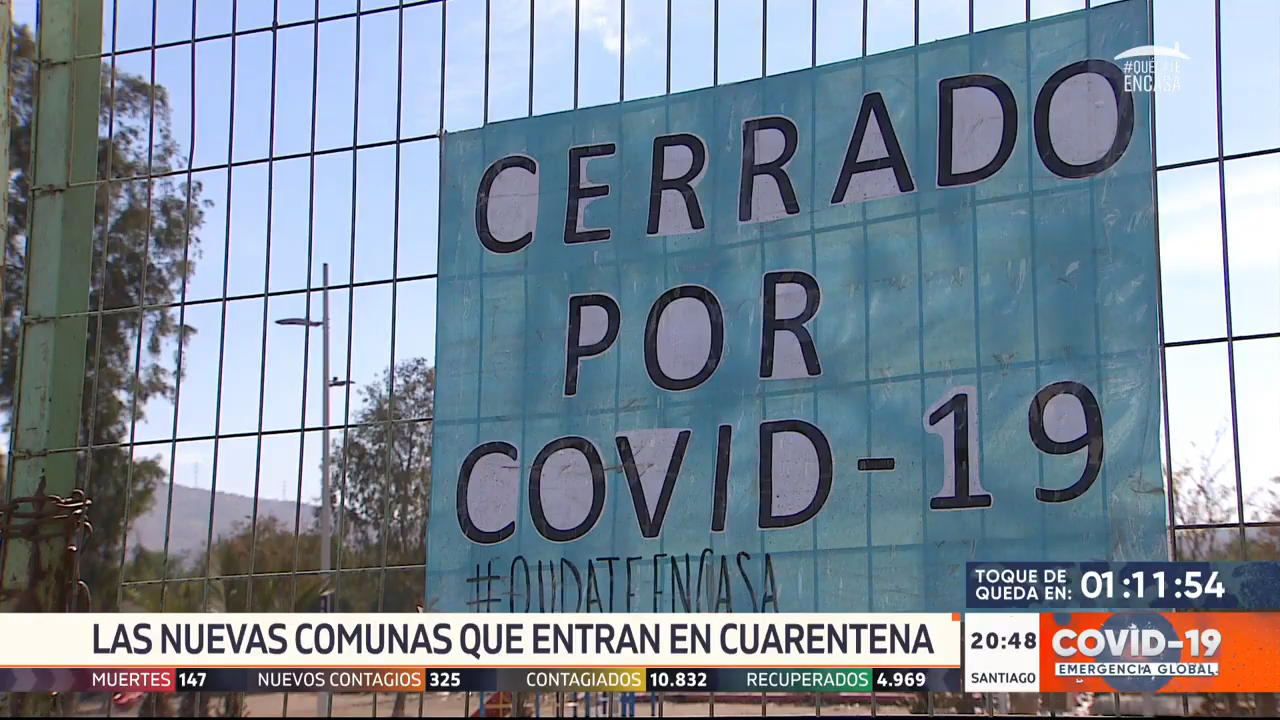 #QUÉDATE
ENCASA
CERRADO
POR
COVID-19
#QUDATEENCASA
TOQUE DE
QUEDA EN: 01:11:54
LAS NUEVAS COMUNAS QUE ENTRAN EN CUARENTENA
20:48
SANTIAGO
COVID-19
EMERGENCIA GLOBAL
MUERTES 147 NUEVOS CONTAGIOS 325 CONTAGIADOS 10.832 RECUPERADOS 4.969